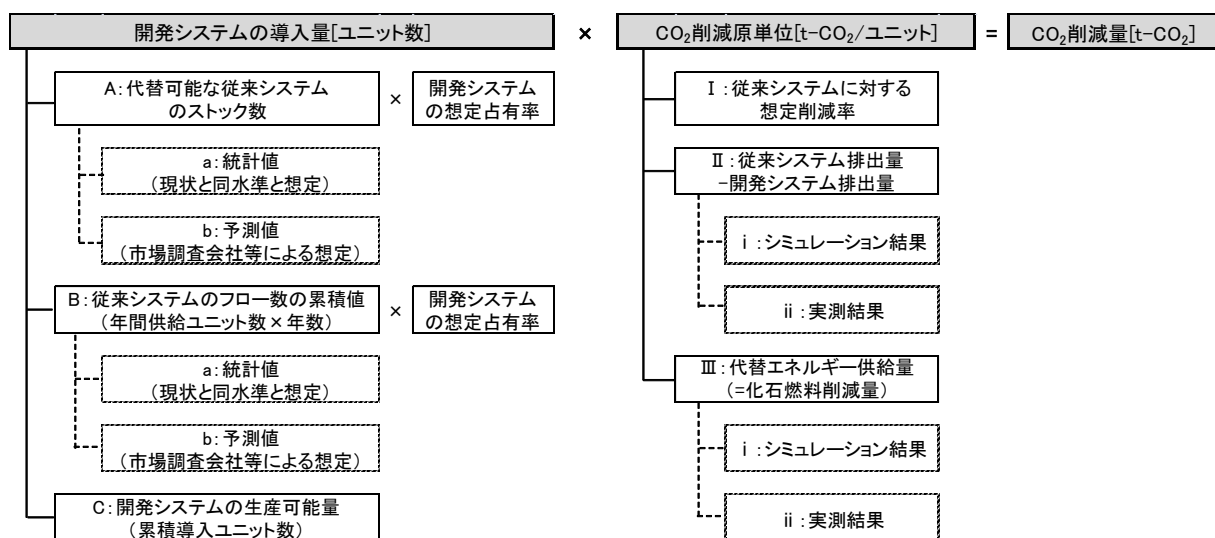 開発システムの導入量[ユニット数]
×
CO₂削減原単位[t-CO₂/ユニット]
=
CO₂削減量[t-CO₂]
A:代替可能な従来システム
のストック数
×
開発システム
の想定占有率
a:統計値
(現状と同水準と想定)
b:予測値
(市場調査会社等による想定)
B:従来システムのフロー数の累積値
(年間供給ユニット数×年数)
×
開発システム
の想定占有率
a:統計値
(現状と同水準と想定)
b:予測値
(市場調査会社等による想定)
C:開発システムの生産可能量
(累積導入ユニット数)
Ⅰ:従来システムに対する
想定削減率
Ⅱ:従来システム排出量
-開発システム排出量
ⅰ:シミュレーション結果
ⅱ:実測結果
Ⅲ:代替エネルギー供給量
(=化石燃料削減量)
ⅰ:シミュレーション結果
ⅱ:実測結果